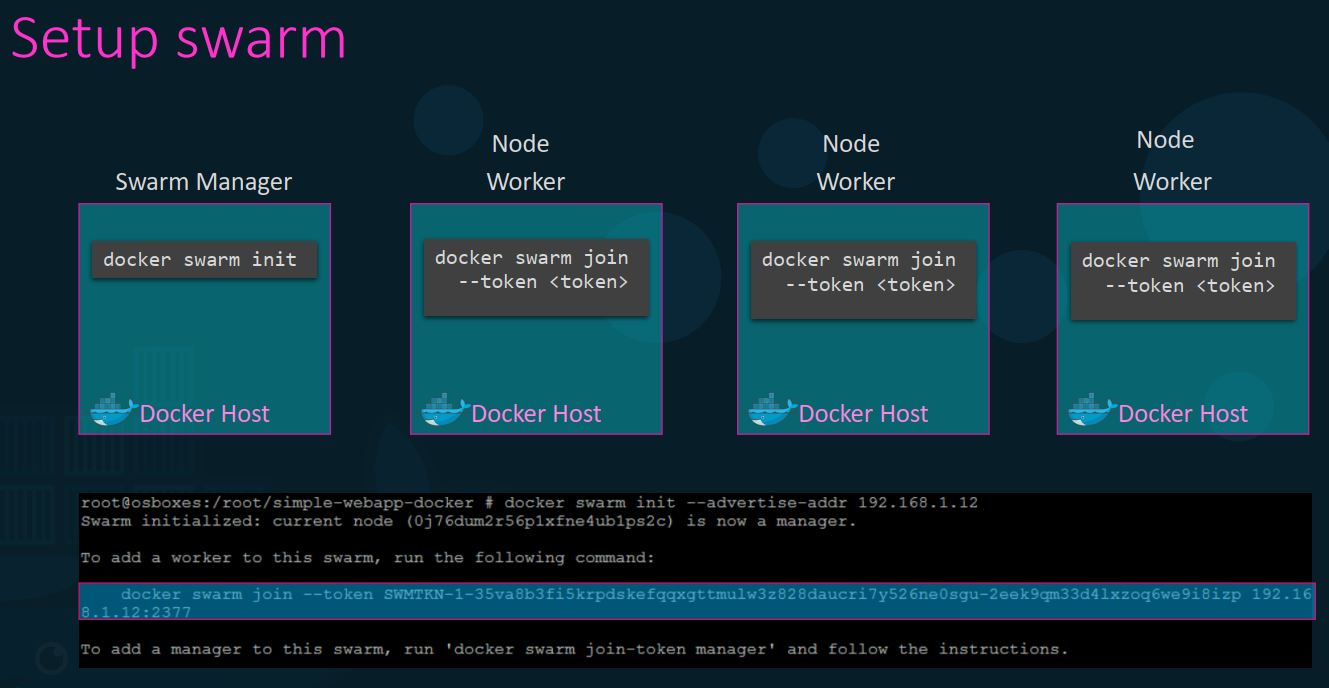 Setup swarm
Node
Node
Node
Swarm Manager
Worker
Worker
Worker
docker swarm init
docker swarm join
--token <token>
docker swarm join
--token <token>
docker swarm join
--token <token>
Docker Host
Docker Host
Docker Host
Docker Host
root@osboxes:/root/simple-webapp-docker # docker swarm init --advertise-addr 192.168.1.12
Swarm initialized: current node (0j76dum2r56p1xfne4ub1ps2c) is now a manager.
To add a worker to this swarm, run the following command:
docker swarm join --token SWMTKN-1-35va8b3fi5krpdskefqqxgttmulw3z828daucri7y526ne0sgu-2eek9qm33d4lxzoq6we9i8izp 192.16
8.1.12:2377
To add a manager to this swarm, run 'docker swarm join-token manager' and follow the instructions.